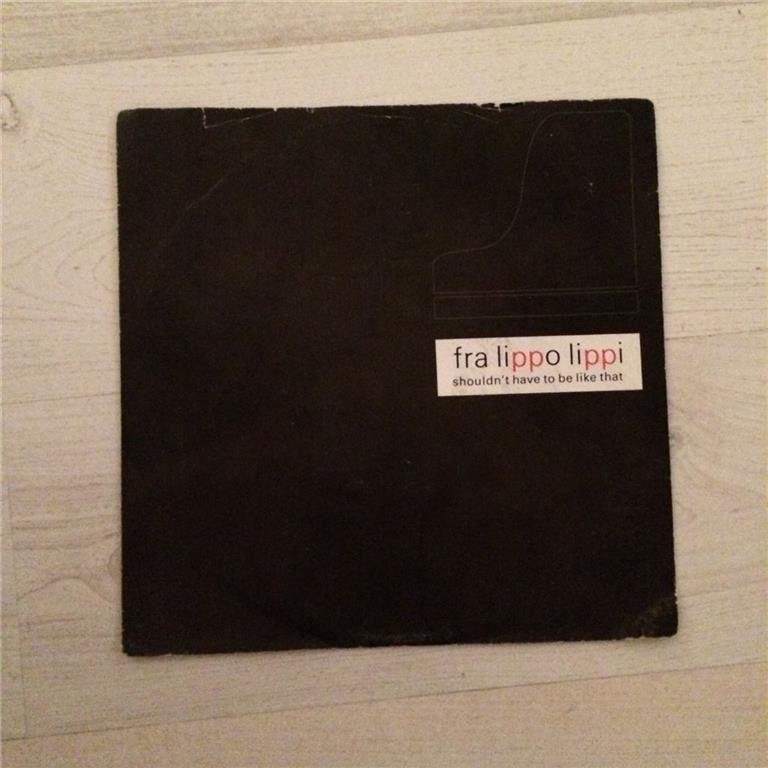 fra lippo lippi
shouldn't have to be like that